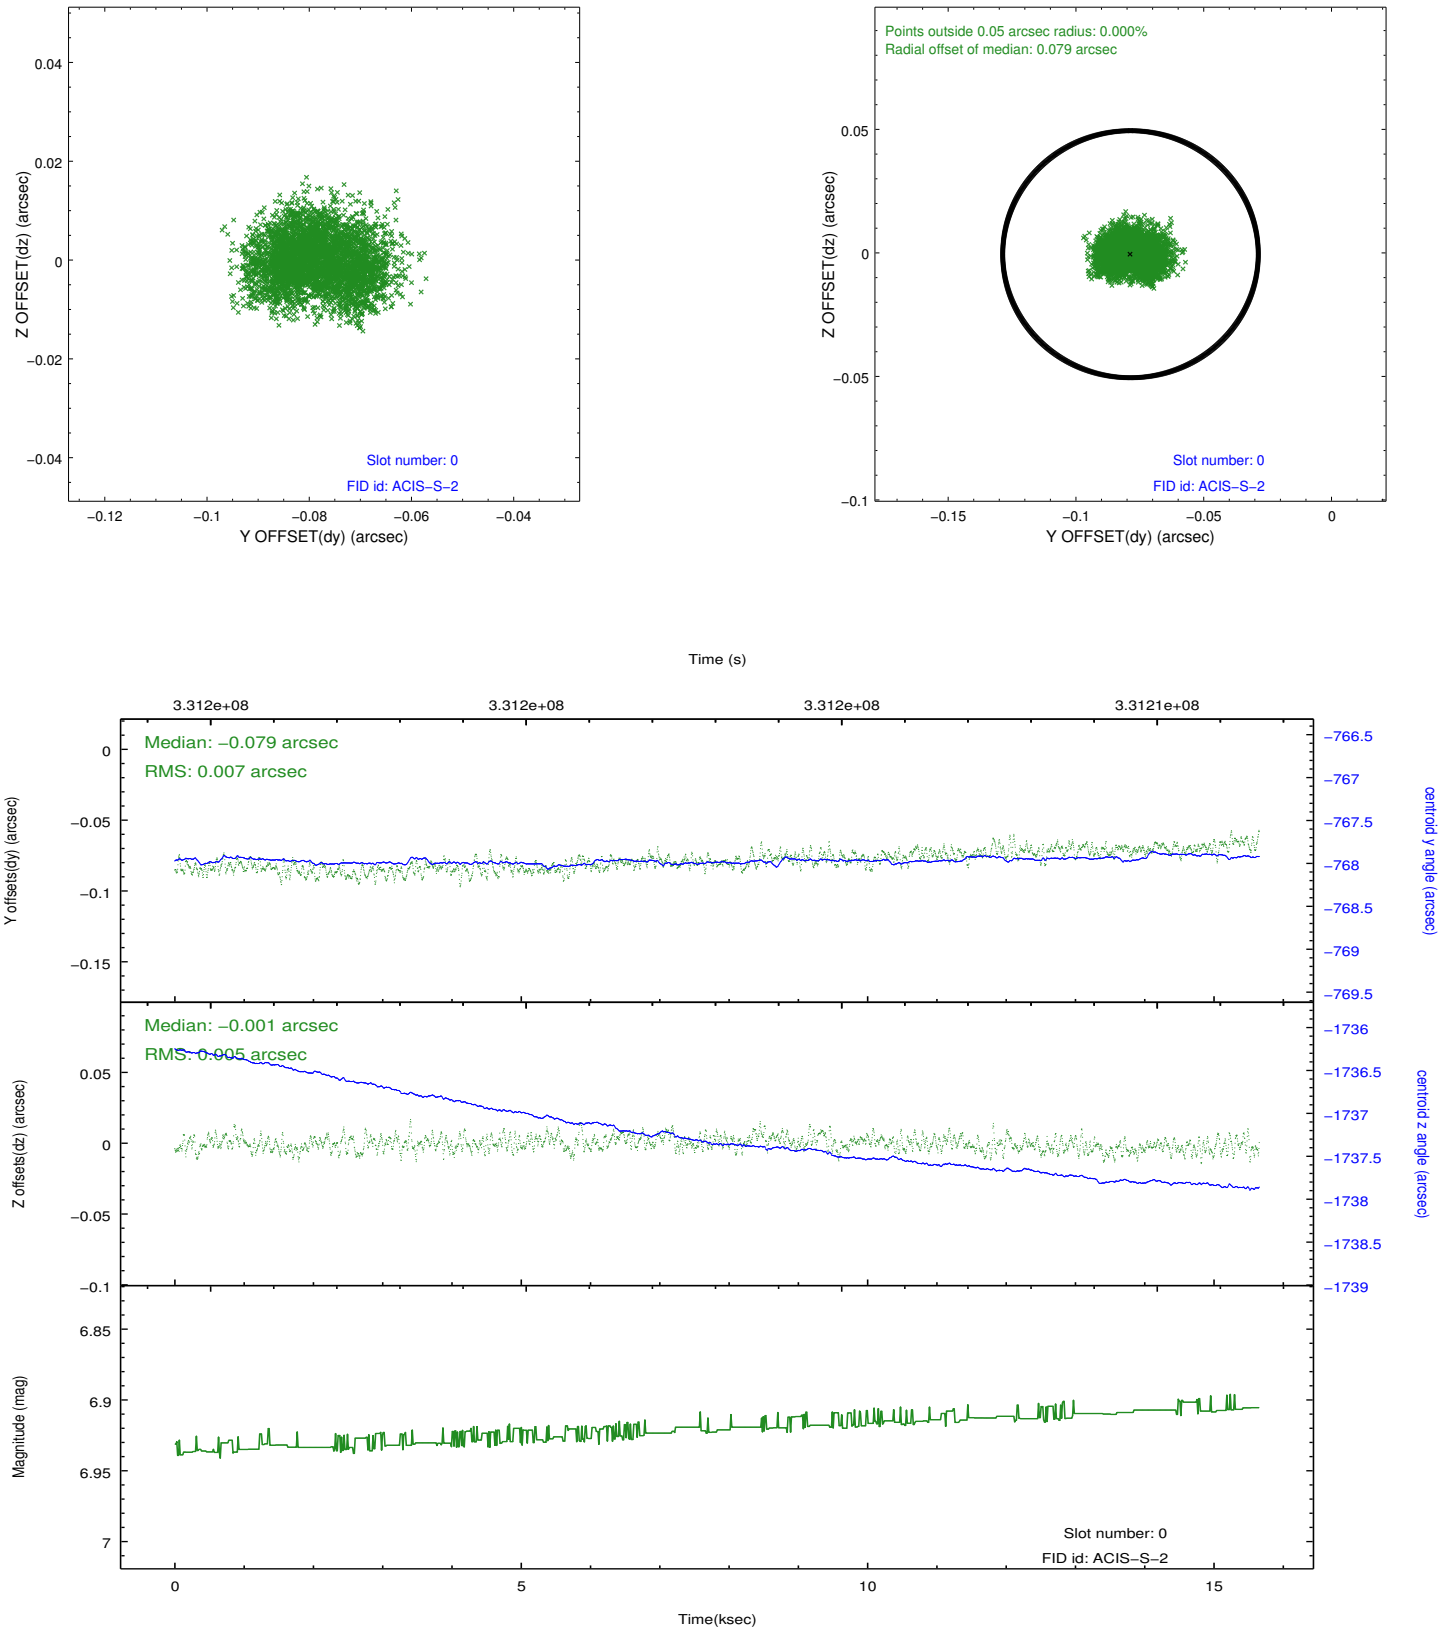 0.04
0.02
0
−0.02
−0.04
Z OFFSET(dz) (arcsec)
Slot number: 0
FID id: ACIS−S−2
−0.12
−0.1
−0.08
−0.06
−0.04
Y OFFSET(dy) (arcsec)
Points outside 0.05 arcsec radius: 0.000%
Radial offset of median: 0.079 arcsec
0.05
0
−0.05
−0.1
Z OFFSET(dz) (arcsec)
Slot number: 0
FID id: ACIS−S−2
−0.15
−0.1
−0.05
0
Y OFFSET(dy) (arcsec)
Time (s)
3.312e+08
3.312e+08
3.312e+08
3.3121e+08
Median: −0.079 arcsec
RMS: 0.007 arcsec
0
−0.05
−0.1
−0.15
Y offsets(dy) (arcsec)
−766.5
−767
−767.5
−768
−768.5
−769
−769.5
centroid y angle (arcsec)
Median: −0.001 arcsec
RMS: 0.005 arcsec
0.05
0
−0.05
−0.1
Z offsets(dz) (arcsec)
−1736
−1736.5
−1737
−1737.5
−1738
−1738.5
−1739
centroid z angle (arcsec)
6.85
6.9
6.95
7
Magnitude (mag)
Slot number: 0
FID id: ACIS−S−2
0
5
10
15
Time(ksec)